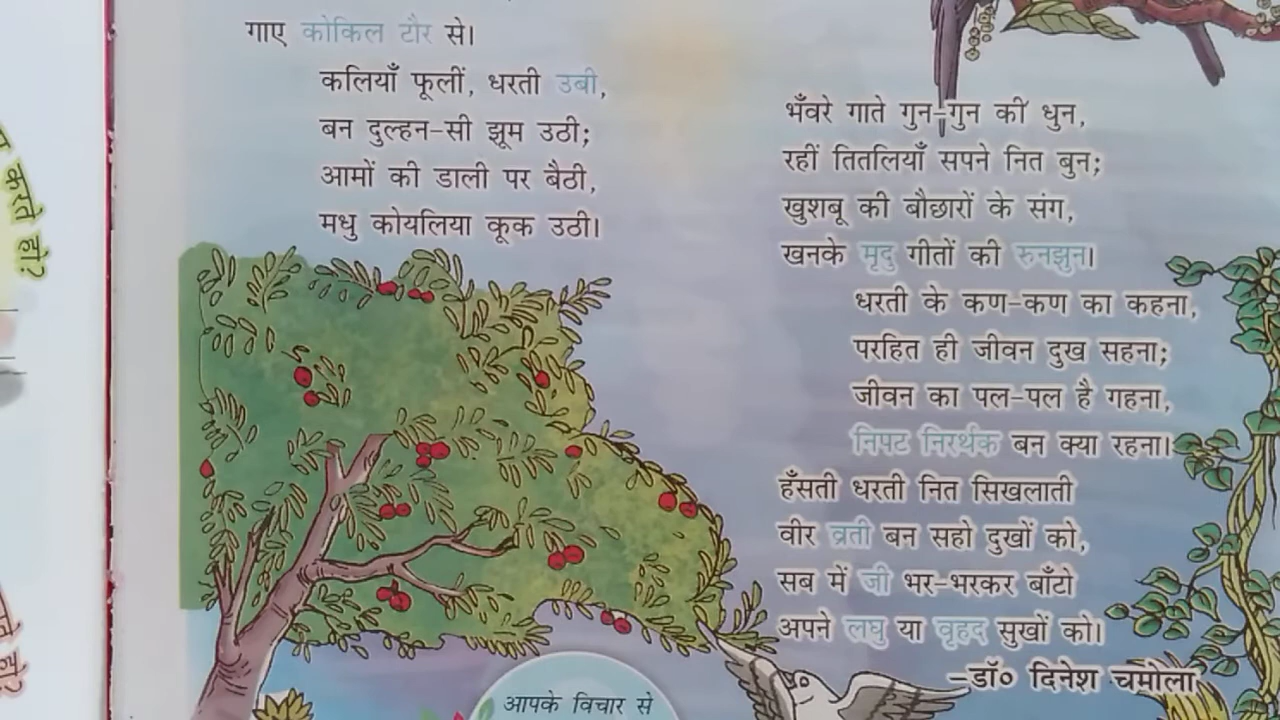 गाए कोकिल टौर से।
कलियाँ फूलीं, धरती उबी,
बन दुल्हन-सी झूम उठी;
आमों की डाली पर बैठी,
मधु कोयलिया कूक उठी।
भँवरे गाते गुन-गुन की धुन,
रहीं तितलियाँ सपने नित बुन;
खुशबू की बौछारों के संग,
खनके मृदु गीतों की रुनझुन।
धरती के कण-कण का कहना,
परहित ही जीवन दुख सहना;
जीवन का पल-पल है गहना,
निपट निरर्थक बन क्या रहना।
हँसती धरती नित सिखलाती
वीर व्रती बन सहो दुखों को,
सब में जी भर-भरकर बाँटो
अपने लघु या वृहद सुखों को।
-डॉ० दिनेश चमोला
आपके विचार से
करते हो?